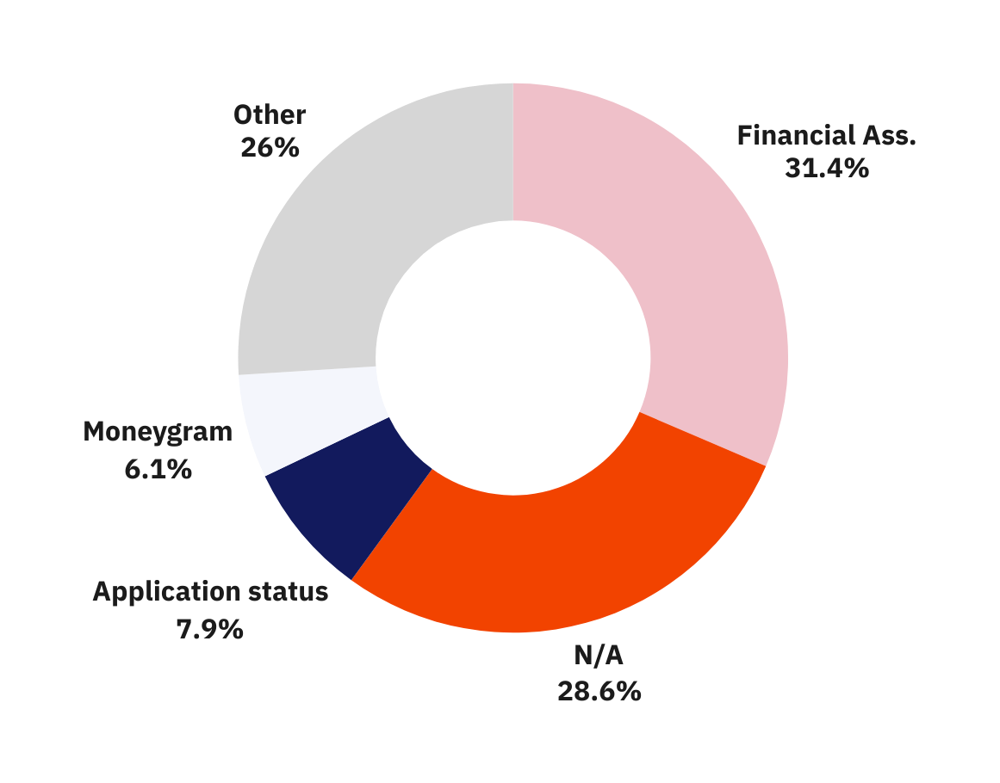 Other
26%
Financial Ass.
31.4%
Moneygram
6.1%
Application status
7.9%
N/A
28.6%